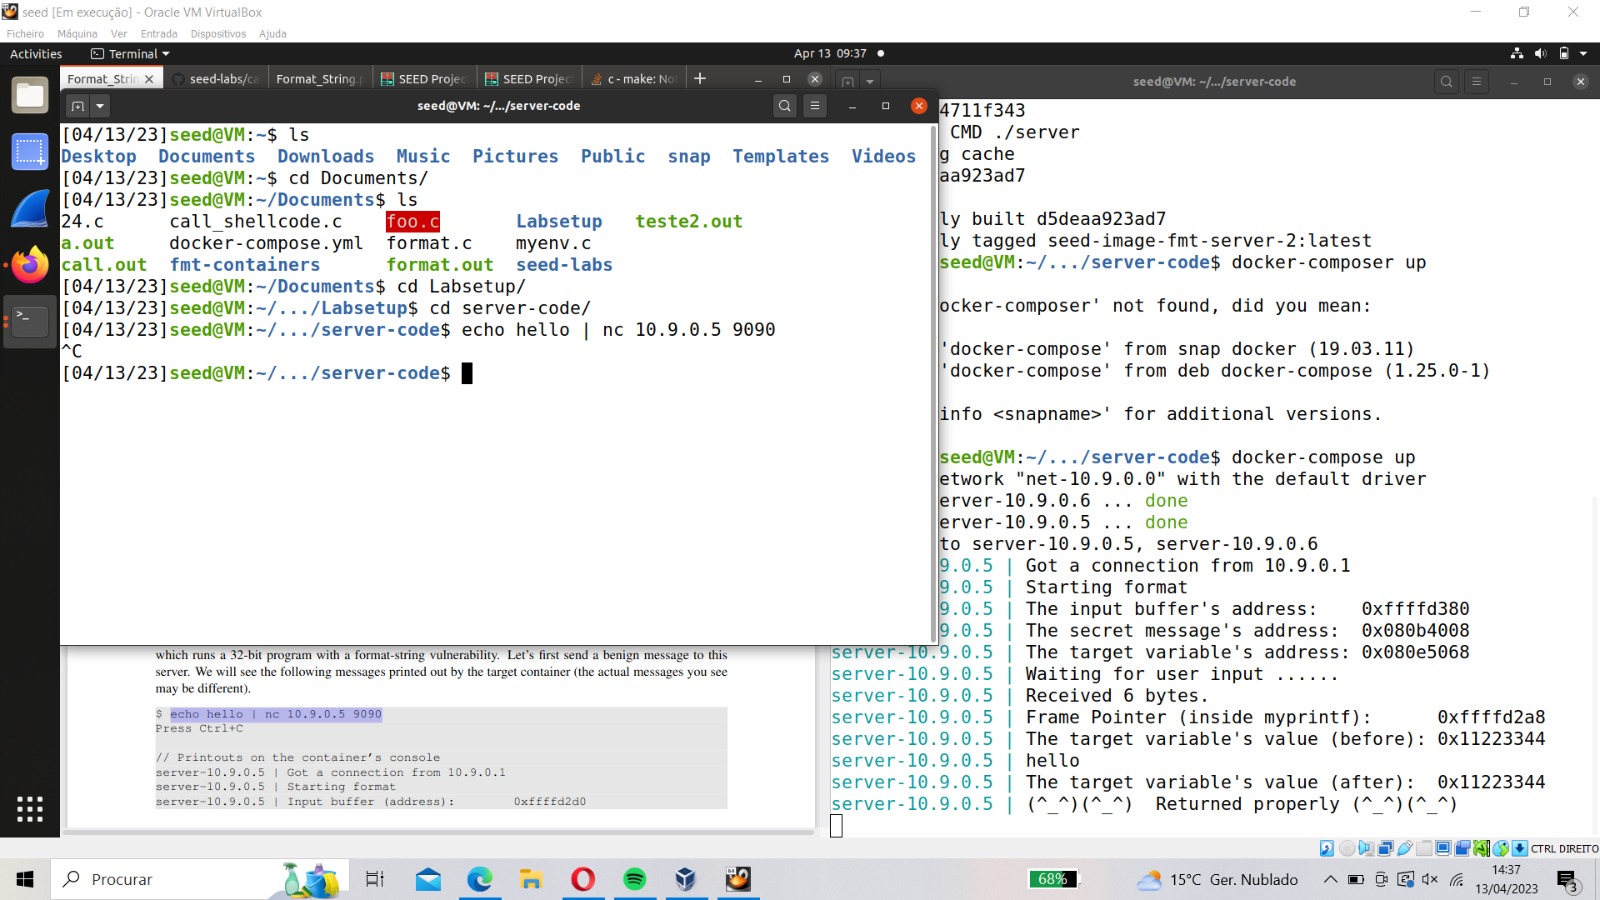 seed [Em execução] - Oracle VM VirtualBox
Ficheiro Máquina Ver Entrada Dispositivos Ajuda
Activities Terminal Apr 13 09:37
Format_Strin seed-labs/ca Format_String.p SEED Projec SEED Projec c - make: No
seed@VM: ~/.../server-code
seed@VM: ~/.../server-code
[04/13/23]seed@VM:~$ ls
Desktop Documents Downloads Music Pictures Public snap Templates Videos
[04/13/23]seed@VM:~$ cd Documents/
[04/13/23]seed@VM:~/Documents$ ls
24.c call_shellcode.c foo.c Labsetup teste2.out
a.out docker-compose.yml format.c myenv.c
call.out fmt-containers format.out seed-labs
[04/13/23]seed@VM:~/Documents$ cd Labsetup/
[04/13/23]seed@VM:~/.../Labsetup$ cd server-code/
[04/13/23]seed@VM:~/.../server-code$ echo hello | nc 10.9.0.5 9090
^C
[04/13/23]seed@VM:~/.../server-code$
which runs a 32-bit program with a format-string vulnerability. Let's first send a benign message to this
server. We will see the following messages printed out by the target container (the actual messages you see
may be different).
$ echo hello | nc 10.9.0.5 9090
Press Ctrl+C
// Printouts on the container's console
server-10.9.0.5 | Got a connection from 10.9.0.1
server-10.9.0.5 | Starting format
server-10.9.0.5 | Input buffer (address): 0xffffd2d0
4711f343
CMD ./server
g cache
aa923ad7
ly built d5deaa923ad7
ly tagged seed-image-fmt-server-2:latest
seed@VM:~/.../server-code$ docker-composer up
ocker-composer' not found, did you mean:
'docker-compose' from snap docker (19.03.11)
'docker-compose' from deb docker-compose (1.25.0-1)
info <snapname>' for additional versions.
seed@VM:~/.../server-code$ docker-compose up
etwork "net-10.9.0.0" with the default driver
erver-10.9.0.6 ... done
erver-10.9.0.5 ... done
to server-10.9.0.5, server-10.9.0.6
9.0.5 | Got a connection from 10.9.0.1
9.0.5 | Starting format
9.0.5 | The input buffer's address: 0xffffd380
9.0.5 | The secret message's address: 0x080b4008
server-10.9.0.5 | The target variable's address: 0x080e5068
server-10.9.0.5 | Waiting for user input ......
server-10.9.0.5 | Received 6 bytes.
server-10.9.0.5 | Frame Pointer (inside myprintf): 0xffffd2a8
server-10.9.0.5 | The target variable's value (before): 0x11223344
server-10.9.0.5 | hello
server-10.9.0.5 | The target variable's value (after): 0x11223344
server-10.9.0.5 | (^_^)(^_^) Returned properly (^_^)(^_^)
CTRL DIREITO
Procurar 68% 15°C Ger. Nublado 14:37
13/04/2023 3